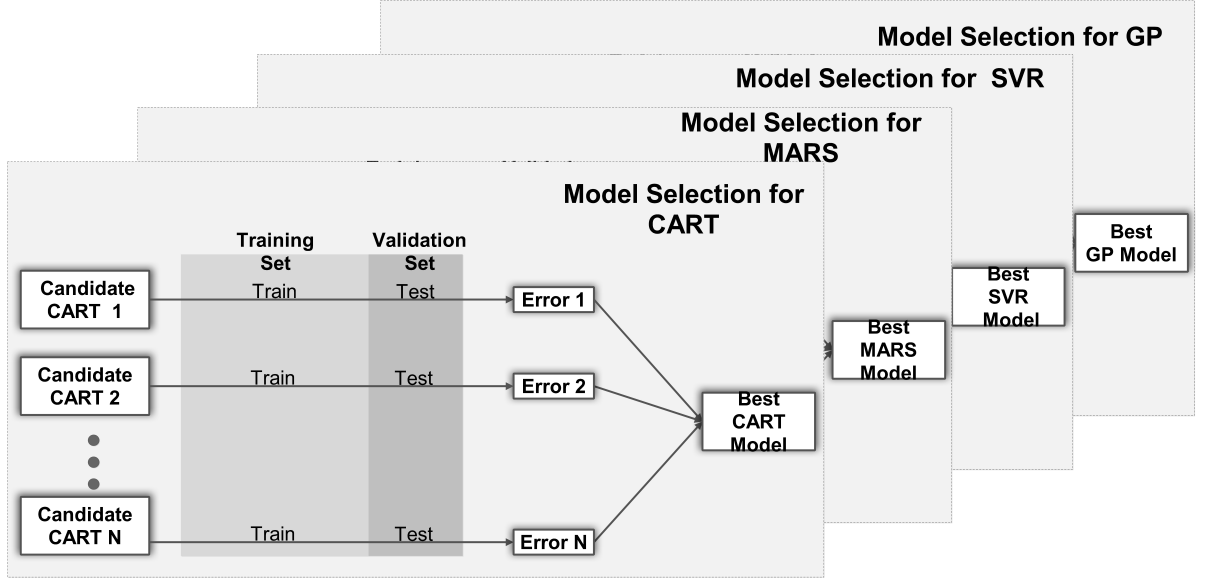 Model Selection for GP
Model Selection for  SVR
Model Selection for
MARS
Model Selection for
CART
Training
Set
Validation
Set
Candidate
CART  1
Train
Test
Error 1
Candidate
CART 2
Train
Test
Error 2
Candidate
CART N
Train
Test
Error N
Best
CART
Model
Best
MARS
Model
Best
SVR
Model
Best
GP Model